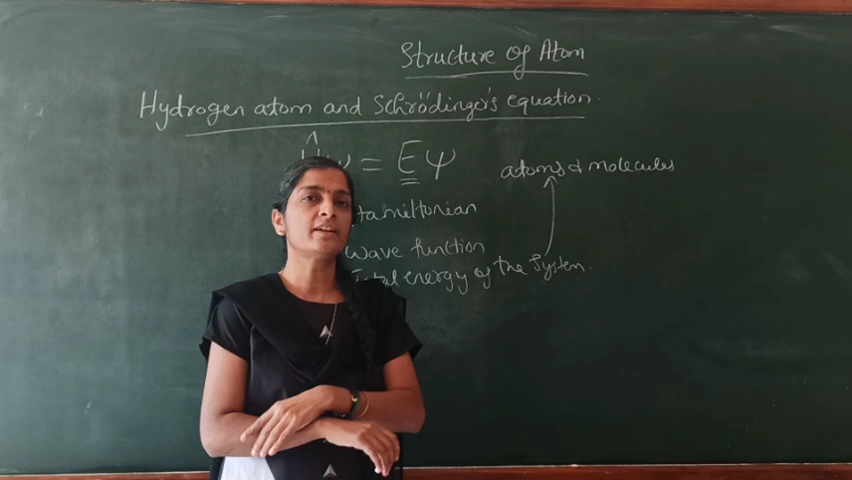 Structure of Atom
Hydrogen atom and Schrödinger's equation.
= Eψ
atoms & molecules
Hamiltonian
wave function
Total energy of the System.